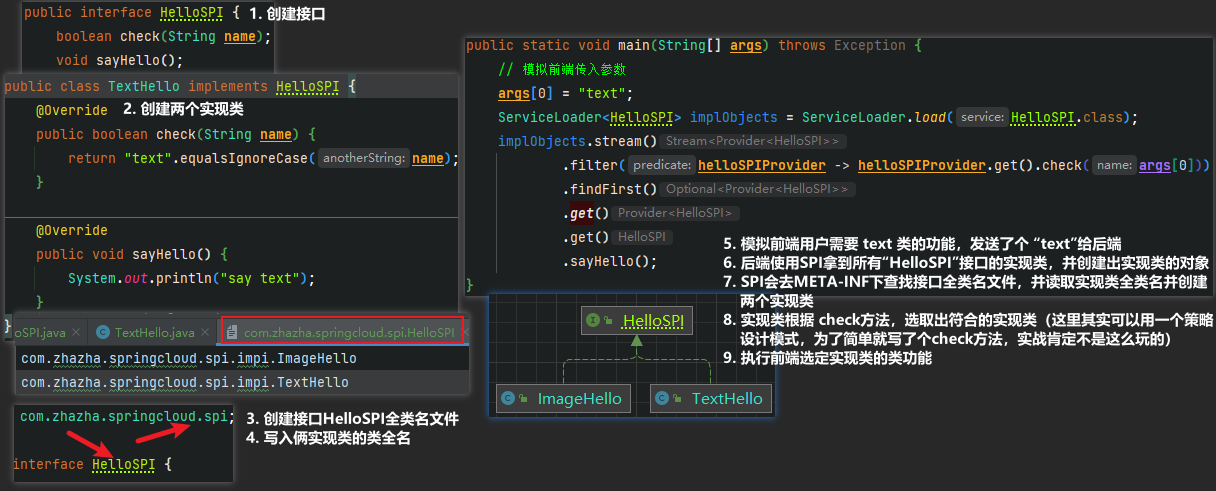 public interface HelloSPI {
1. 创建接口
boolean check(String name);
void sayHello();
public class TextHello implements HelloSPI {
@Override
2. 创建两个实现类
public boolean check(String name) {
return "text".equalsIgnoreCase( anotherString: name);
}
@Override
public void sayHello() {
System.out.println("say text");
}
}
oSPI.java × TextHello.java × com.zhazha.springcloud.spi.HelloSPI ×
com.zhazha.springcloud.spi.impi.ImageHello
com.zhazha.springcloud.spi.impi.TextHello
com.zhazha.springcloud.spi;
interface HelloSPI {
3. 创建接口HelloSPI全类名文件
4. 写入俩实现类的类全名
public static void main(String[] args) throws Exception {
// 模拟前端传入参数
args[0] = "text";
ServiceLoader<HelloSPI> implObjects = ServiceLoader.load( service: HelloSPI.class);
implObjects.stream() Stream<Provider<HelloSPI>>
.filter( predicate: helloSPIProvider -> helloSPIProvider.get().check( name: args[0]))
.findFirst() Optional<Provider<HelloSPI>>
.get() Provider<HelloSPI>
.get() HelloSPI
.sayHello();
}
5. 模拟前端用户需要 text 类的功能，发送了个 “text”给后端
6. 后端使用SPI拿到所有“HelloSPI”接口的实现类，并创建出实现类的对象
7. SPI会去META-INF下查找接口全类名文件，并读取实现类全类名并创建
两个实现类
8. 实现类根据 check方法，选取出符合的实现类（这里其实可以用一个策略
设计模式，为了简单就写了个check方法，实战肯定不是这么玩的）
9. 执行前端选定实现类的类功能
I HelloSPI
C ImageHello
C TextHello